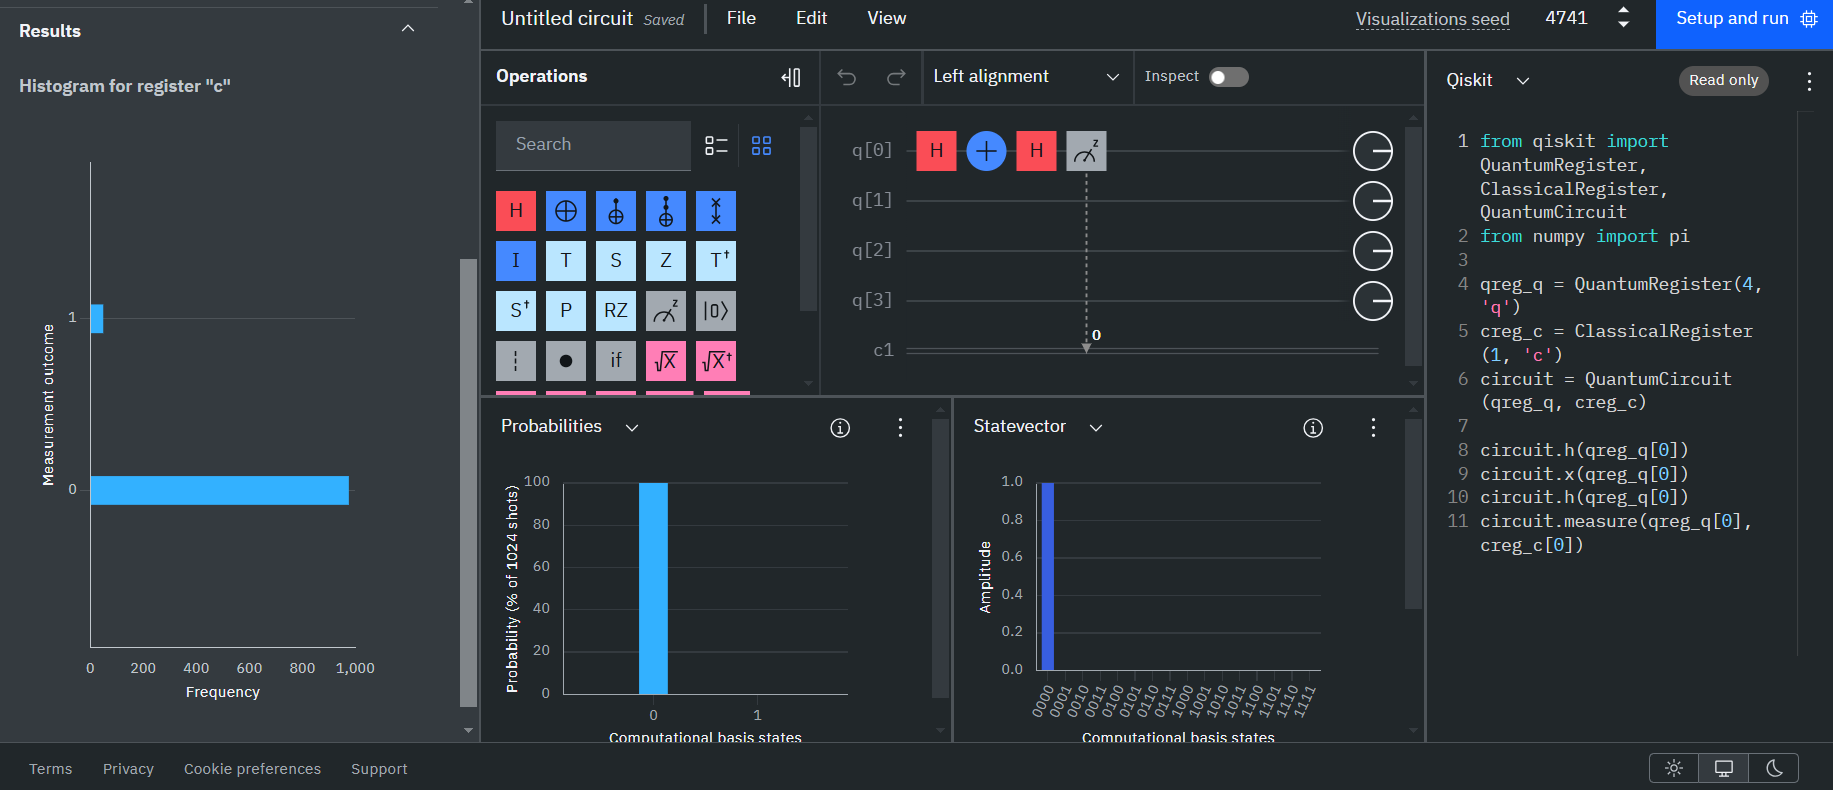 Results
Histogram for register "c"
Measurement outcome
1
0
0 200 400 600 800 1,000
Frequency
Untitled circuit Saved File Edit View
Visualizations seed 4741 Setup and run
Operations
Left alignment Inspect
Search
H
I T S Z T†
S† P RZ z |0⟩
if √X √X†
q[0] H + H z
q[1]
q[2]
q[3]
c1 0
Probabilities
Probability (% of 1024 shots)
100
80
60
40
20
0
0 1
Computational basis states
Statevector
Amplitude
1.0
0.8
0.6
0.4
0.2
0.0
0000 0001 0010 0011 0100 0101 0110 0111 1000 1001 1010 1011 1100 1101 1110 1111
Computational basis states
Qiskit Read only
1 from qiskit import
QuantumRegister,
ClassicalRegister,
QuantumCircuit
2 from numpy import pi
3
4 qreg_q = QuantumRegister(4,
'q')
5 creg_c = ClassicalRegister
(1, 'c')
6 circuit = QuantumCircuit
(qreg_q, creg_c)
7
8 circuit.h(qreg_q[0])
9 circuit.x(qreg_q[0])
10 circuit.h(qreg_q[0])
11 circuit.measure(qreg_q[0],
creg_c[0])
Terms Privacy Cookie preferences Support